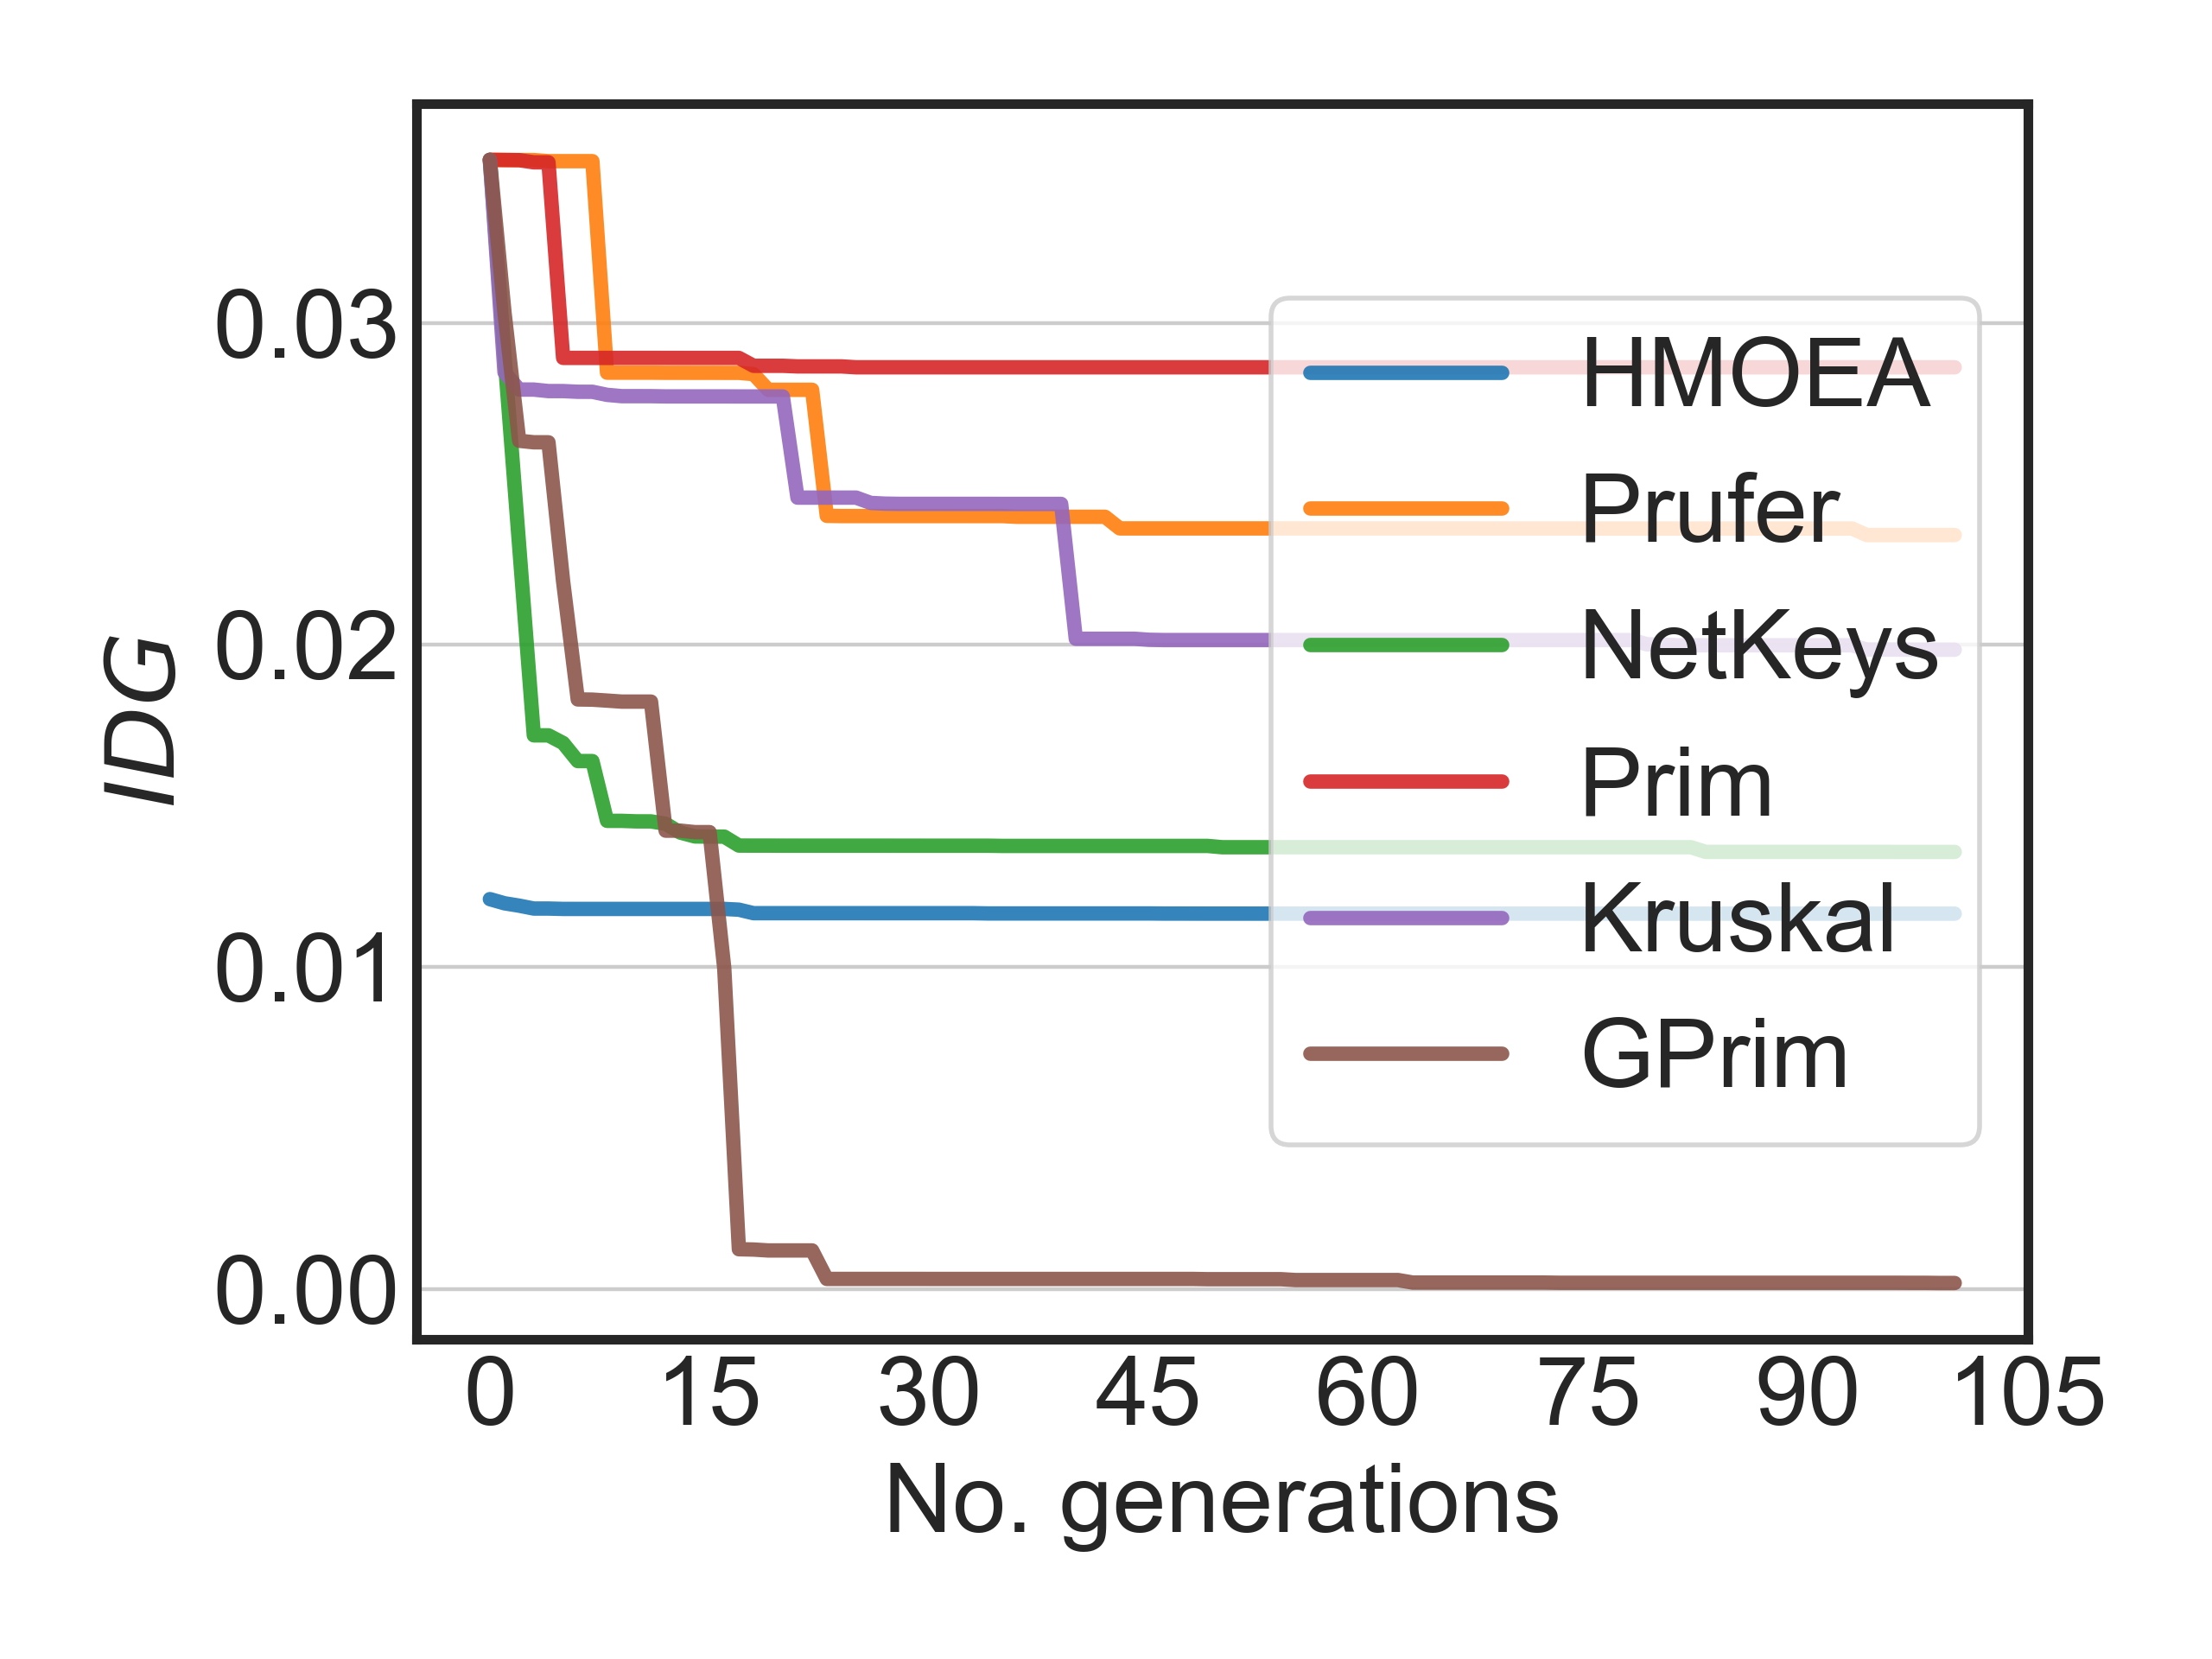 IDG
0.03
0.02
0.01
0.00
0 15 30 45 60 75 90 105
No. generations
HMOEA
Prufer
NetKeys
Prim
Kruskal
GPrim